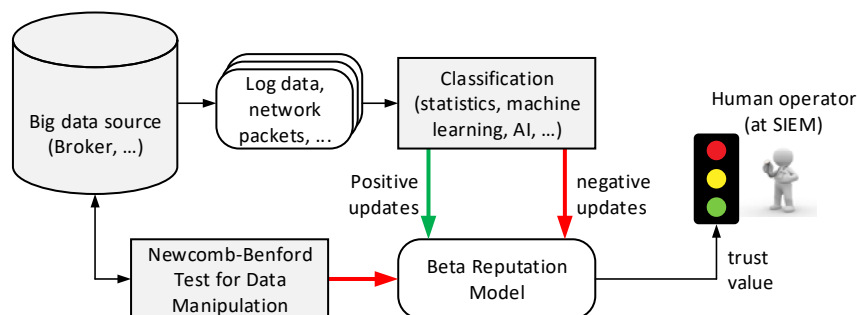 Big data source
(Broker, …)
Log data,
network
packets, ...
Classification
(statistics, machine
learning, AI, …)
Human operator
(at SIEM)
Positive
updates
negative
updates
Newcomb-Benford
Test for Data
Manipulation
Beta Reputation
Model
trust
value